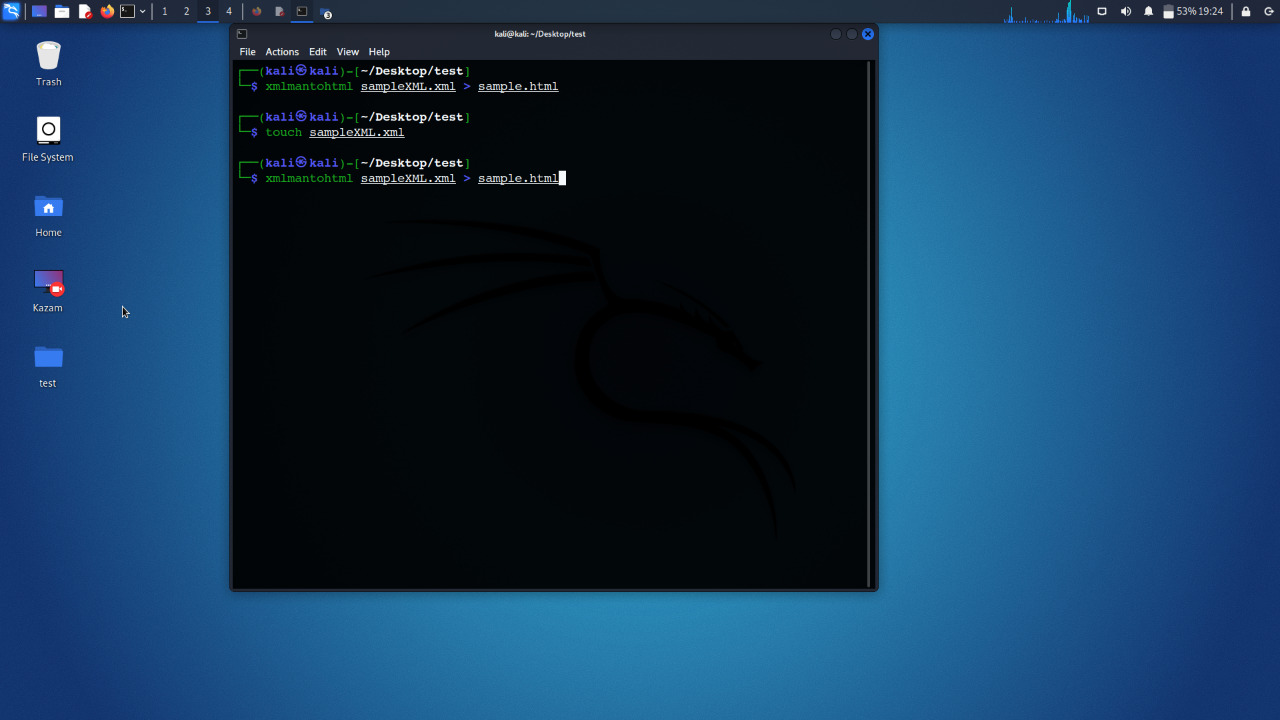 1 2 3 4
3
53% 19:24
kali@kali: ~/Desktop/test
File Actions Edit View Help
┌──(kali㉿kali)-[~/Desktop/test]
└─$ xmlmantohtml sampleXML.xml > sample.html
┌──(kali㉿kali)-[~/Desktop/test]
└─$ touch sampleXML.xml
┌──(kali㉿kali)-[~/Desktop/test]
└─$ xmlmantohtml sampleXML.xml > sample.html
Trash
File System
Home
Kazam
test